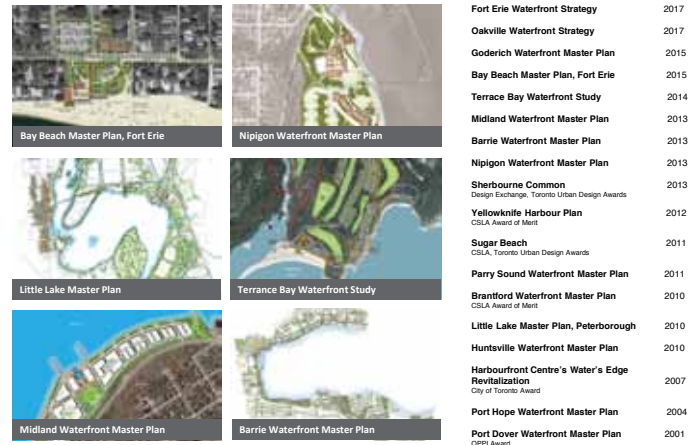 Bay Beach Master Plan, Fort Erie
Nipigon Waterfront Master Plan
Little Lake Master Plan
Terrance Bay Waterfront Study
Midland Waterfront Master Plan
Barrie Waterfront Master Plan
Fort Erie Waterfront Strategy 2017
Oakville Waterfront Strategy 2017
Goderich Waterfront Master Plan 2015
Bay Beach Master Plan, Fort Erie 2015
Terrace Bay Waterfront Study 2014
Midland Waterfront Master Plan 2013
Barrie Waterfront Master Plan 2013
Nipigon Waterfront Master Plan 2013
Sherbourne Common 2013
Design Exchange, Toronto Urban Design Awards
Yellowknife Harbour Plan 2012
CSLA Award of Merit
Sugar Beach 2011
CSLA, Toronto Urban Design Awards
Parry Sound Waterfront Master Plan 2011
Brantford Waterfront Master Plan 2010
CSLA Award of Merit
Little Lake Master Plan, Peterborough 2010
Huntsville Waterfront Master Plan 2010
Harbourfront Centre's Water's Edge
Revitalization 2007
City of Toronto Award
Port Hope Waterfront Master Plan 2004
Port Dover Waterfront Master Plan 2001
OPPI Award